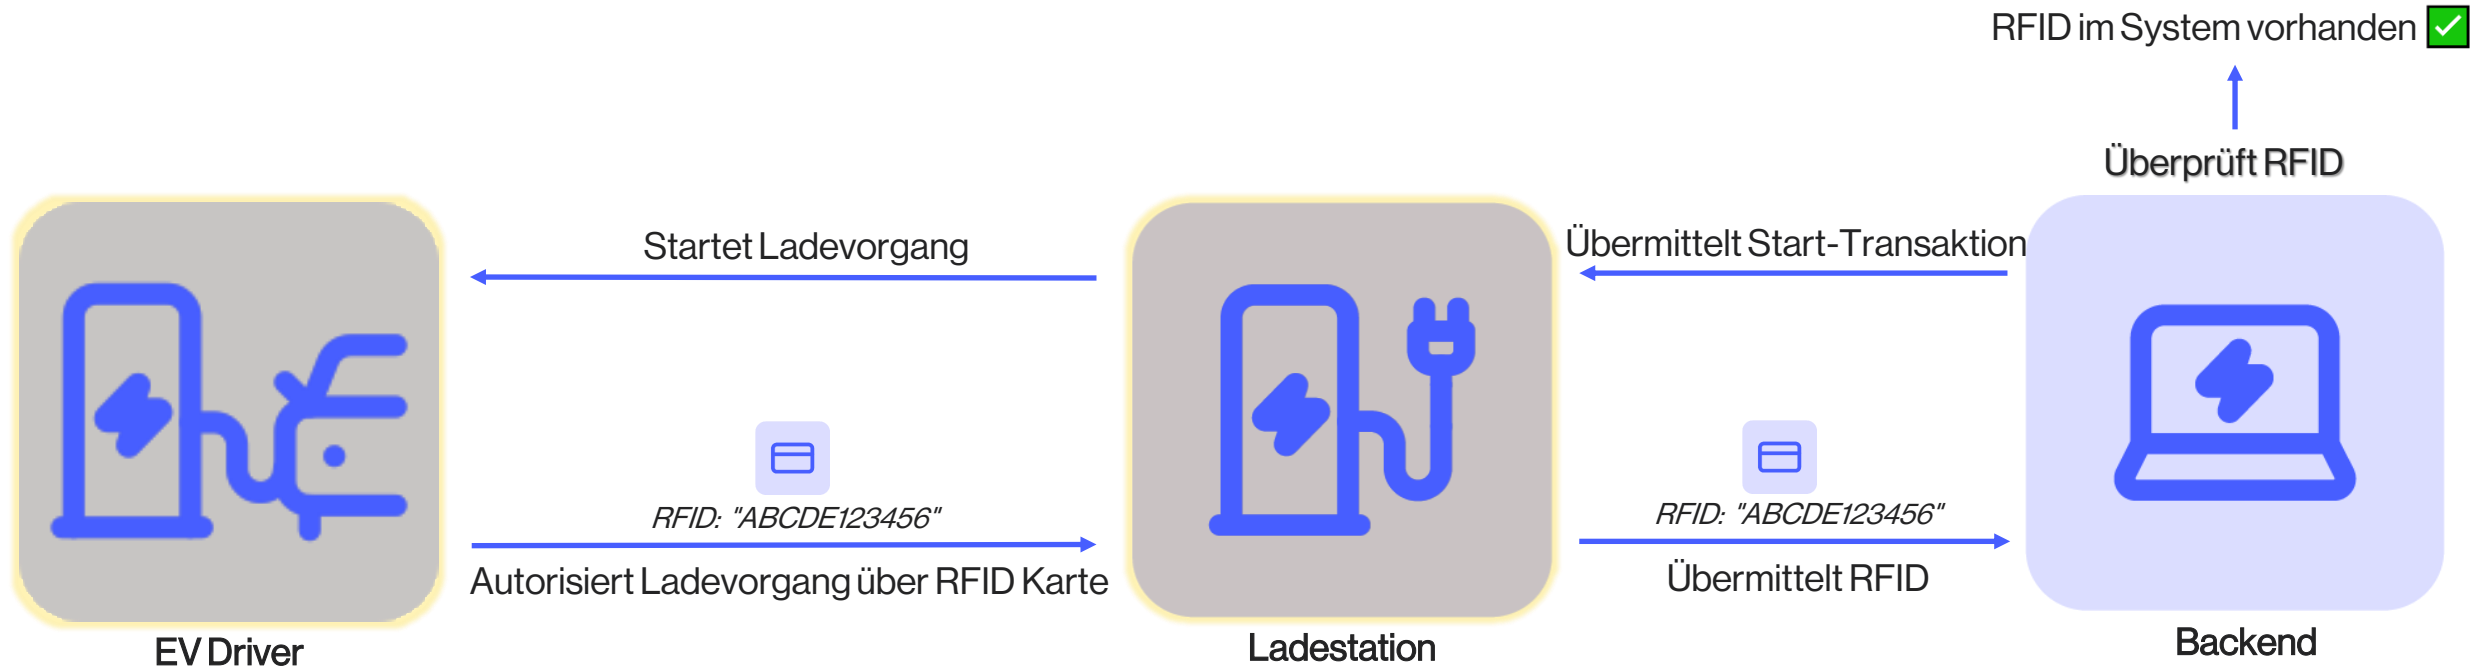 RFID im System vorhanden
Überprüft RFID
Startet Ladevorgang
Übermittelt Start-Transaktion
RFID: "ABCDE123456"
RFID: "ABCDE123456"
Autorisiert Ladevorgang über RFID Karte
Übermittelt RFID
EV Driver
Ladestation
Backend